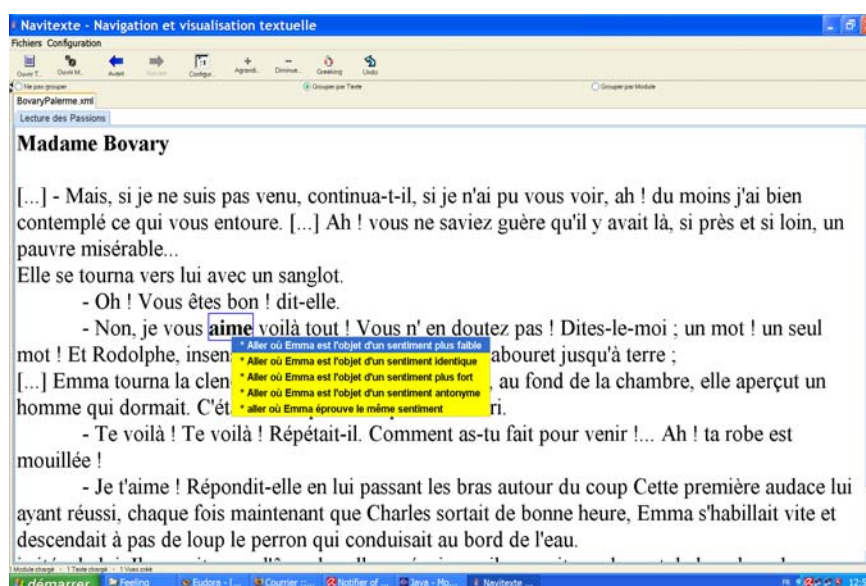 Navitexte - Navigation et visualisation textuelle
Fichiers Configuration
Ouvrir T... Ouvrir M... Avant Suivant Configur... Agrandi... Diminue... Greeking Undo
Ne pas grouper Grouper par Texte Grouper par Module
BovaryPalerme.xml
Lecture des Passions
Madame Bovary
[...] - Mais, si je ne suis pas venu, continua-t-il, si je n'ai pu vous voir, ah ! du moins j'ai bien
contemplé ce qui vous entoure. [...] Ah ! vous ne saviez guère qu'il y avait là, si près et si loin, un
pauvre misérable...
Elle se tourna vers lui avec un sanglot.
- Oh ! Vous êtes bon ! dit-elle.
- Non, je vous aime voilà tout ! Vous n' en doutez pas ! Dites-le-moi ; un mot ! un seul
* Aller où Emma est l'objet d'un sentiment plus faible
mot ! Et Rodolphe, insen abouret jusqu'à terre ;
* Aller où Emma est l'objet d'un sentiment identique
* Aller où Emma est l'objet d'un sentiment plus fort
[...] Emma tourna la clen , au fond de la chambre, elle aperçut un
* Aller où Emma est l'objet d'un sentiment antonyme
homme qui dormait. C'ét ri.
* aller où Emma éprouve le même sentiment
- Te voilà ! Te voilà ! Répétait-il. Comment as-tu fait pour venir !... Ah ! ta robe est
mouillée !
- Je t'aime ! Répondit-elle en lui passant les bras autour du coup Cette première audace lui
ayant réussi, chaque fois maintenant que Charles sortait de bonne heure, Emma s'habillait vite et
descendait à pas de loup le perron qui conduisait au bord de l'eau.
1 Module chargé - 1 Texte chargé - 1 Vues créé
démarrer Feeling Eudora - [... Courrier ::... Notifier of ... Java - Mo... Navitexte ... FR